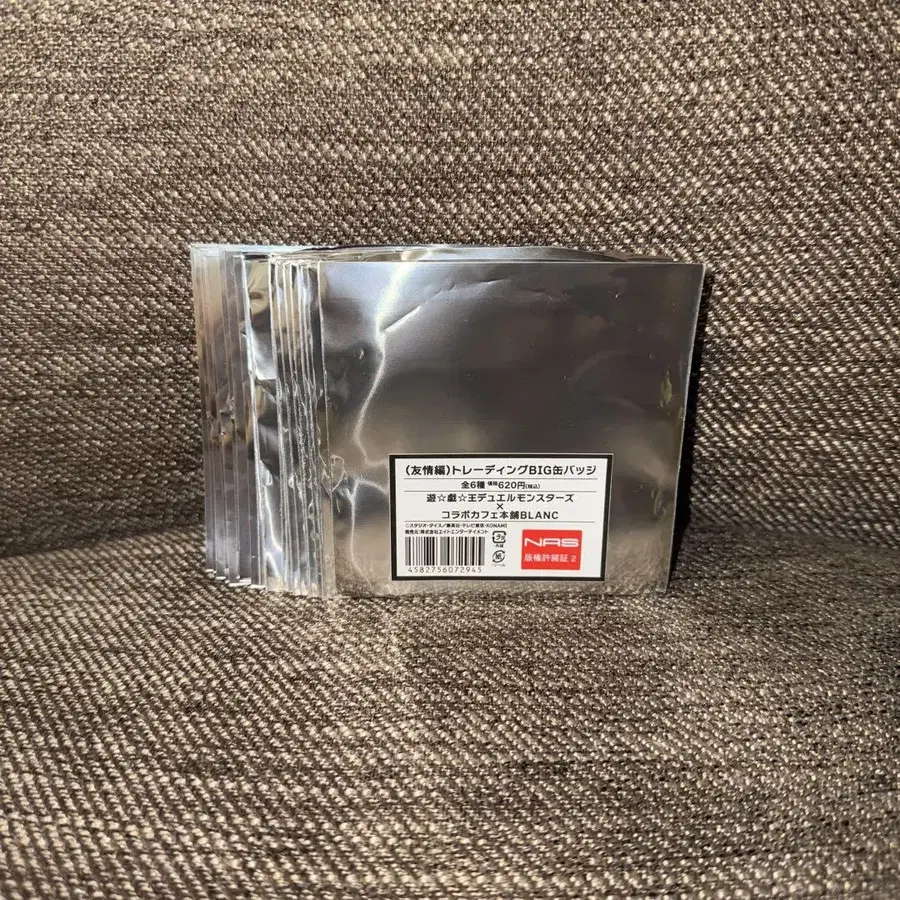 (友情編)トレーディングBIG缶バッジ
全6種 価格620円(税込)
遊☆戯☆王デュエルモンスターズ
×
コラボカフェ本舗BLANC
©スタジオ・ダイス/集英社・テレビ東京・KONAMI
販売元:株式会社エイトエンターテイメント
4582756072945
外装
紙
NAS
版権許諾証 2